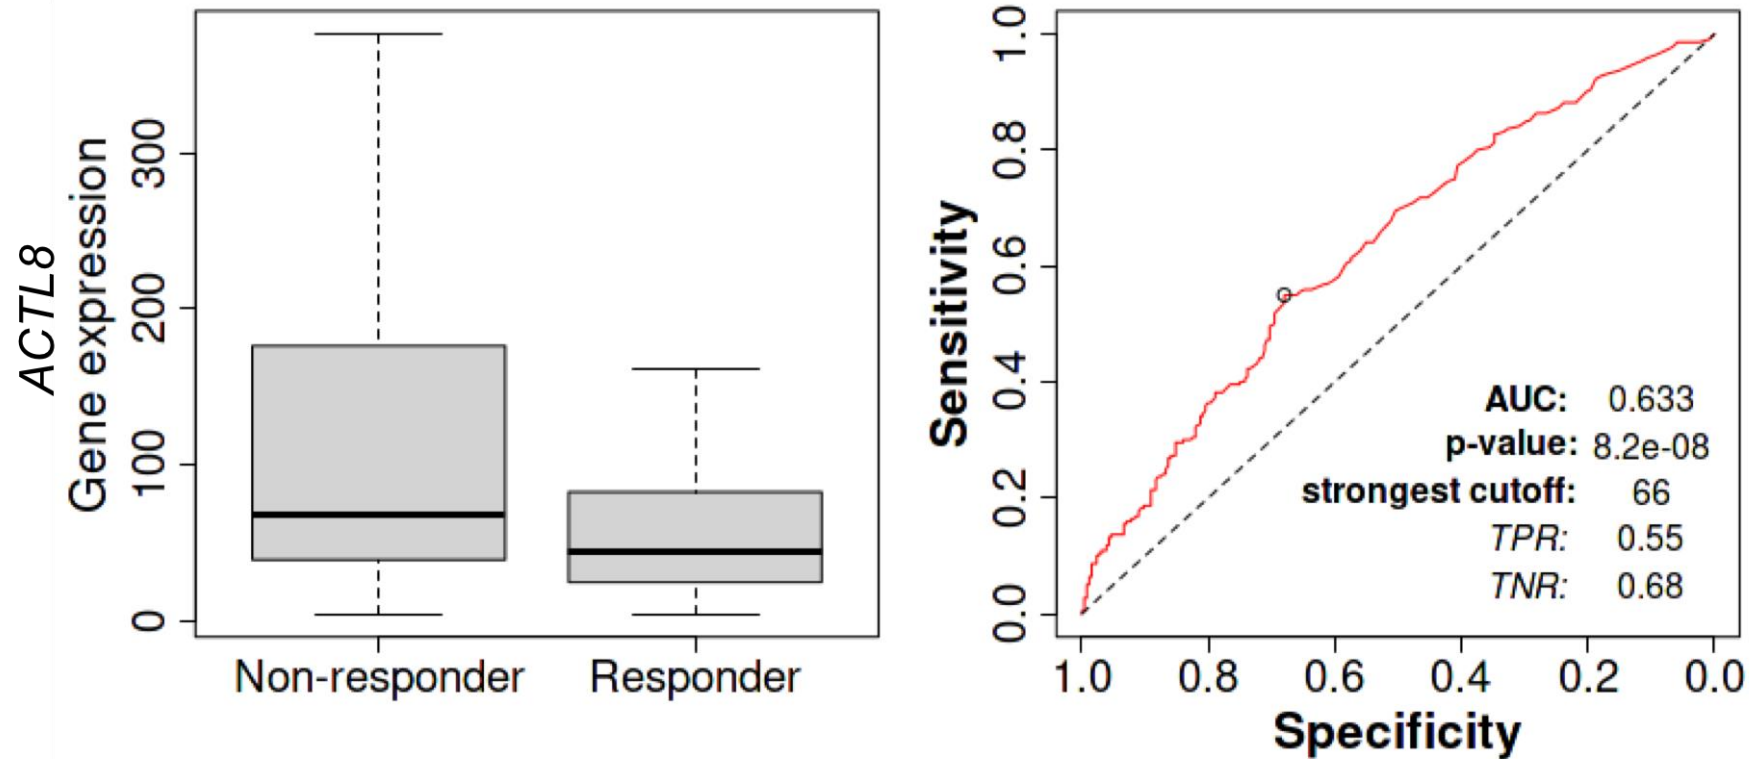 ACTL8
Gene expression
300
200
100
0
Non-responder
Responder
Sensitivity
1.0
0.8
0.6
0.4
0.2
0.0
AUC: 0.633
p-value: 8.2e-08
strongest cutoff: 66
TPR: 0.55
TNR: 0.68
1.0 0.8 0.6 0.4 0.2 0.0
Specificity